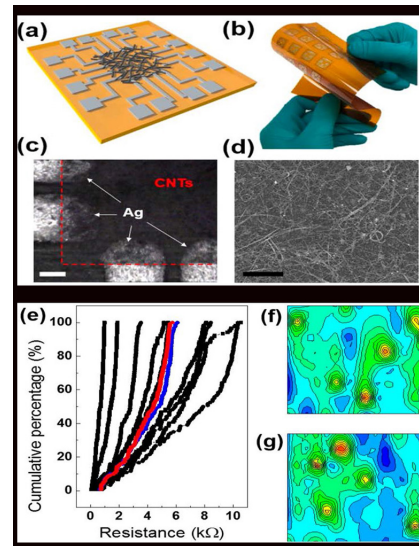 (a)
(b)
(c)
CNTs
Ag
(d)
(e)
100
80
60
40
20
0
Cumulative percentage (%)
0 2 4 6 8 10
Resistance (kΩ)
(f)
(g)